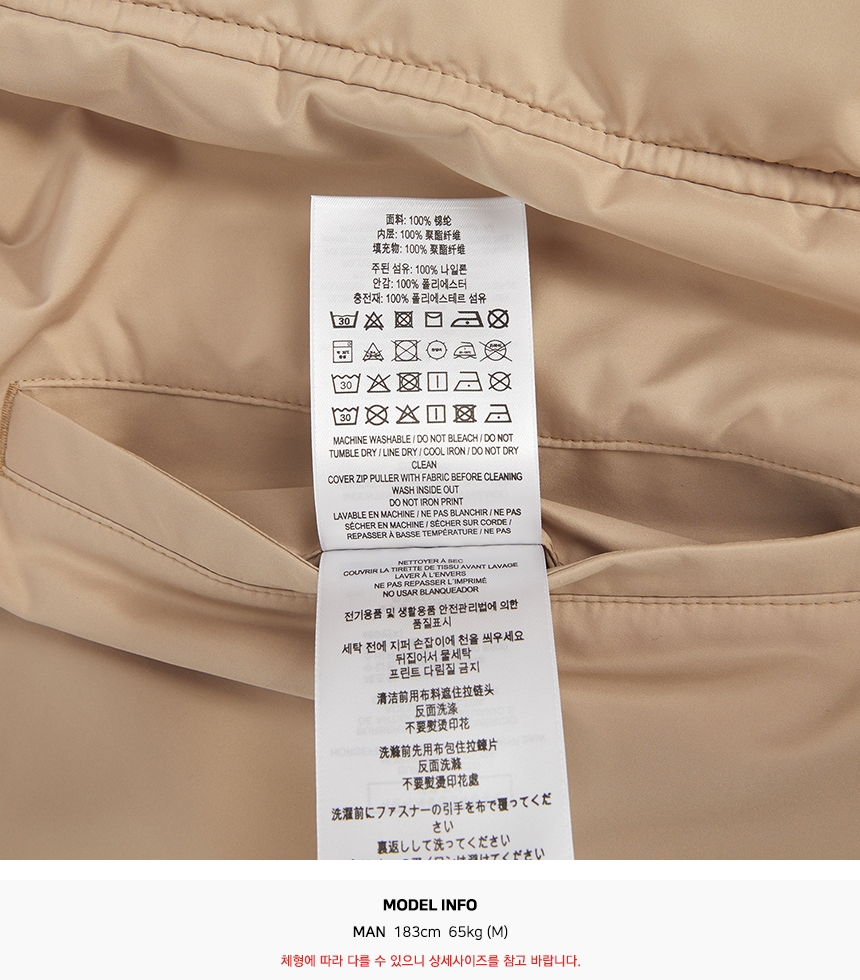 面料: 100% 锦纶
内层: 100% 聚酯纤维
填充物: 100% 聚酯纤维
주된 섬유: 100% 나일론
안감: 100% 폴리에스터
충전재: 100% 폴리에스테르 섬유
30
30
30
MACHINE WASHABLE / DO NOT BLEACH / DO NOT
TUMBLE DRY / LINE DRY / COOL IRON / DO NOT DRY
CLEAN
COVER ZIP PULLER WITH FABRIC BEFORE CLEANING
WASH INSIDE OUT
DO NOT IRON PRINT
LAVABLE EN MACHINE / NE PAS BLANCHIR / NE PAS
SÉCHER EN MACHINE / SÉCHER SUR CORDE /
REPASSER À BASSE TEMPÉRATURE / NE PAS
NETTOYER À SEC
COUVRIR LA TIRETTE DE TISSU AVANT LAVAGE
LAVER À L'ENVERS
NE PAS REPASSER L'IMPRIMÉ
NO USAR BLANQUEADOR
전기용품 및 생활용품 안전관리법에 의한
품질표시
세탁 전에 지퍼 손잡이에 천을 씌우세요
뒤집어서 물세탁
프린트 다림질 금지
清洁前用布料遮住拉链头
反面洗涤
不要熨烫印花
洗滌前先用布包住拉鍊片
反面洗滌
不要熨燙印花處
洗濯前にファスナーの引手を布で覆ってくだ
さい
裏返しして洗ってください
MODEL INFO
MAN 183cm 65kg (M)
체형에 따라 다를 수 있으니 상세사이즈를 참고 바랍니다.